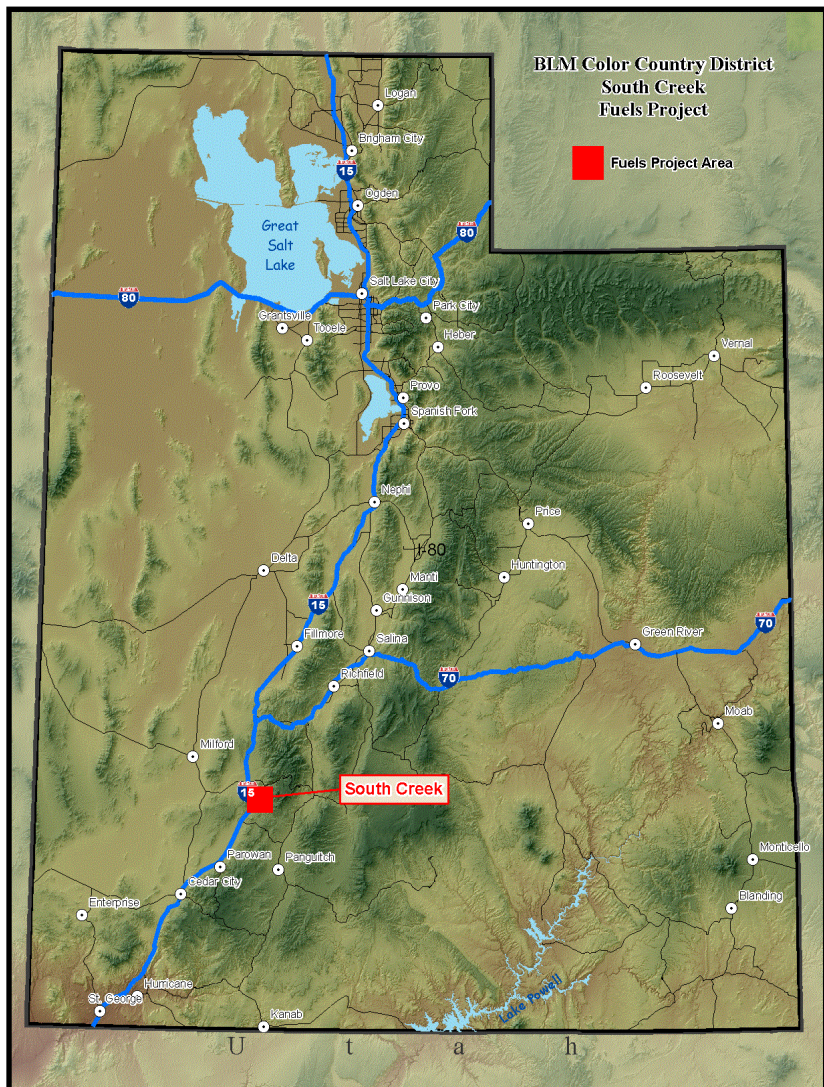 BLM Color Country District
South Creek
Fuels Project
Fuels Project Area
Logan
Brigham City
15
Ogden
80
Great
Salt
Lake
Salt Lake City
80
Park City
Grantsville
Tooele
Heber
Vernal
Roosevelt
Provo
Spanish Fork
Nephi
Price
I-80
Delta
Huntington
Manti
15
Gunnison
Fillmore
Salina
Green River
70
70
Richfield
Moab
Milford
15
South Creek
Parowan
Panguitch
Monticello
Cedar City
Enterprise
Blanding
Hurricane
St. George
Lake Powell
Kanab
U t a h